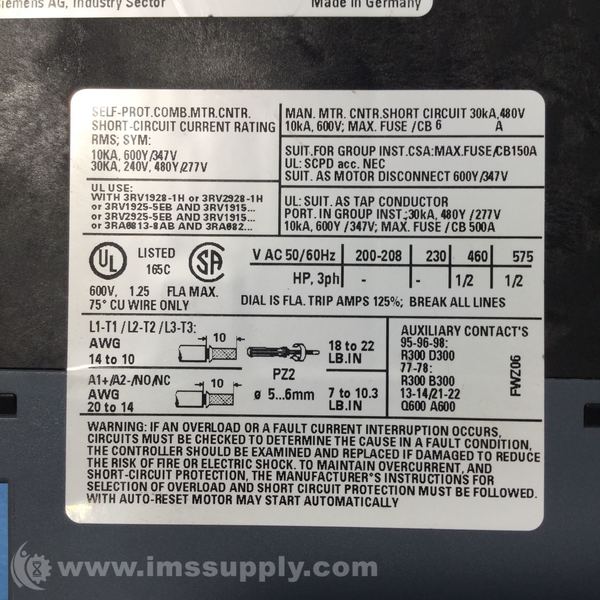 Siemens AG, Industry Sector
Made in Germany
SELF-PROT.COMB.MTR.CNTR.
SHORT-CIRCUIT CURRENT RATING
RMS; SYM:
10KA, 600Y/347V
30KA, 240V, 480Y/277V
UL USE:
WITH 3RV1928-1H or 3RV2928-1H
or 3RV1925-5EB AND 3RV1915...
or 3RV2925-5EB AND 3RV1915...
or 3RA6813-8AB AND 3RA682...
MAN. MTR. CNTR.SHORT CIRCUIT 30kA,480V
10kA, 600V; MAX. FUSE /CB 6 A
SUIT.FOR GROUP INST.CSA:MAX.FUSE/CB150A
UL: SCPD acc. NEC
SUIT. AS MOTOR DISCONNECT 600Y/347V
UL: SUIT. AS TAP CONDUCTOR
PORT. IN GROUP INST.;30kA, 480Y /277V
10kA, 600Y /347V; MAX. FUSE /CB 500A
UL LISTED SA
165C
600V, 1.25 FLA MAX.
75° CU WIRE ONLY
V AC 50/60Hz 200-208 230 460 575
HP, 3ph - - 1/2 1/2
DIAL IS FLA. TRIP AMPS 125%; BREAK ALL LINES
L1-T1 / L2-T2 / L3-T3:
AWG
14 to 10
10
18 to 22
LB.IN
A1+/A2-/NO/NC
AWG
20 to 14
10
PZ2
ø 5...6mm
7 to 10.3
LB.IN
AUXILIARY CONTACT'S
95-96-98:
R300 D300
77-78:
R300 B300
13-14/21-22
Q600 A600
FWZ06
WARNING: IF AN OVERLOAD OR A FAULT CURRENT INTERRUPTION OCCURS,
CIRCUITS MUST BE CHECKED TO DETERMINE THE CAUSE IN A FAULT CONDITION,
THE CONTROLLER SHOULD BE EXAMINED AND REPLACED IF DAMAGED TO REDUCE
THE RISK OF FIRE OR ELECTRIC SHOCK. TO MAINTAIN OVERCURRENT, AND
SHORT-CIRCUIT PROTECTION, THE MANUFACTURER°S INSTRUCTIONS FOR
SELECTION OF OVERLOAD AND SHORT CIRCUIT PROTECTION MUST BE FOLLOWED.
WITH AUTO-RESET MOTOR MAY START AUTOMATICALLY
www.imssupply.com